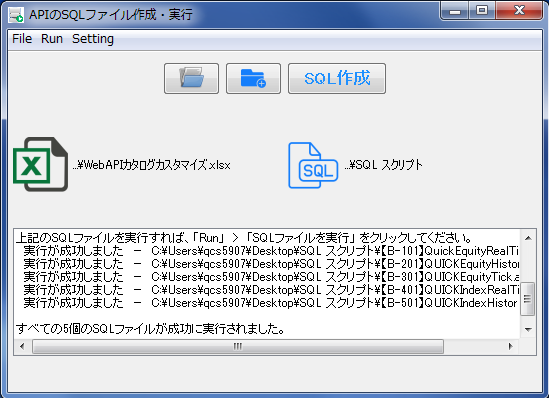 APIのSQLファイル作成・実行
File Run Setting
SQL作成
...¥WebAPIカタログカスタマイズ.xlsx
SQL
...¥SQL スクリプト
上記のSQLファイルを実行すれば、「Run」 > 「SQLファイルを実行」 をクリックしてください。
実行が成功しました － C:¥Users¥qcs5907¥Desktop¥SQL スクリプト¥【B-101】QuickEquityRealTi
実行が成功しました － C:¥Users¥qcs5907¥Desktop¥SQL スクリプト¥【B-201】QUICKEquityHistor
実行が成功しました － C:¥Users¥qcs5907¥Desktop¥SQL スクリプト¥【B-301】QUICKEquityTick.a
実行が成功しました － C:¥Users¥qcs5907¥Desktop¥SQL スクリプト¥【B-401】QUICKIndexRealTi
実行が成功しました － C:¥Users¥qcs5907¥Desktop¥SQL スクリプト¥【B-501】QUICKIndexHistor
すべての5個のSQLファイルが成功に実行されました。